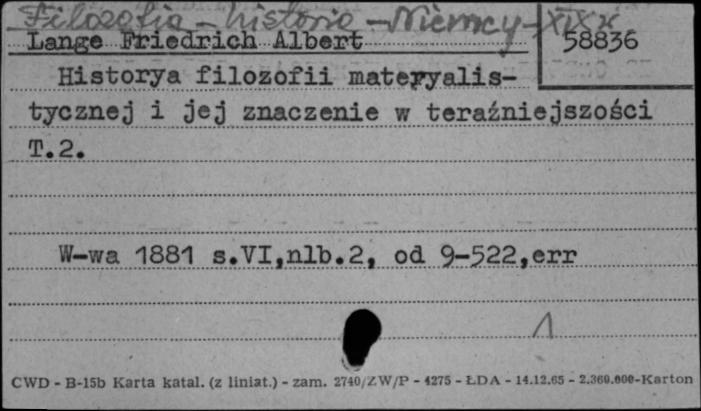 Filozofia - historia - Niemcy - XIX w
Lange Friedrich Albert
58836
Historya filozofii materyalis-
tycznej i jej znaczenie w teraźniejszości
T.2.
W-wa 1881 s.VI,nlb.2, od 9-522,err
1
CWD - B-15b Karta katal. (z liniat.) - zam. 2740/ZW/P - 4275 - ŁDA - 14.12.65 - 2.360.000-Karton